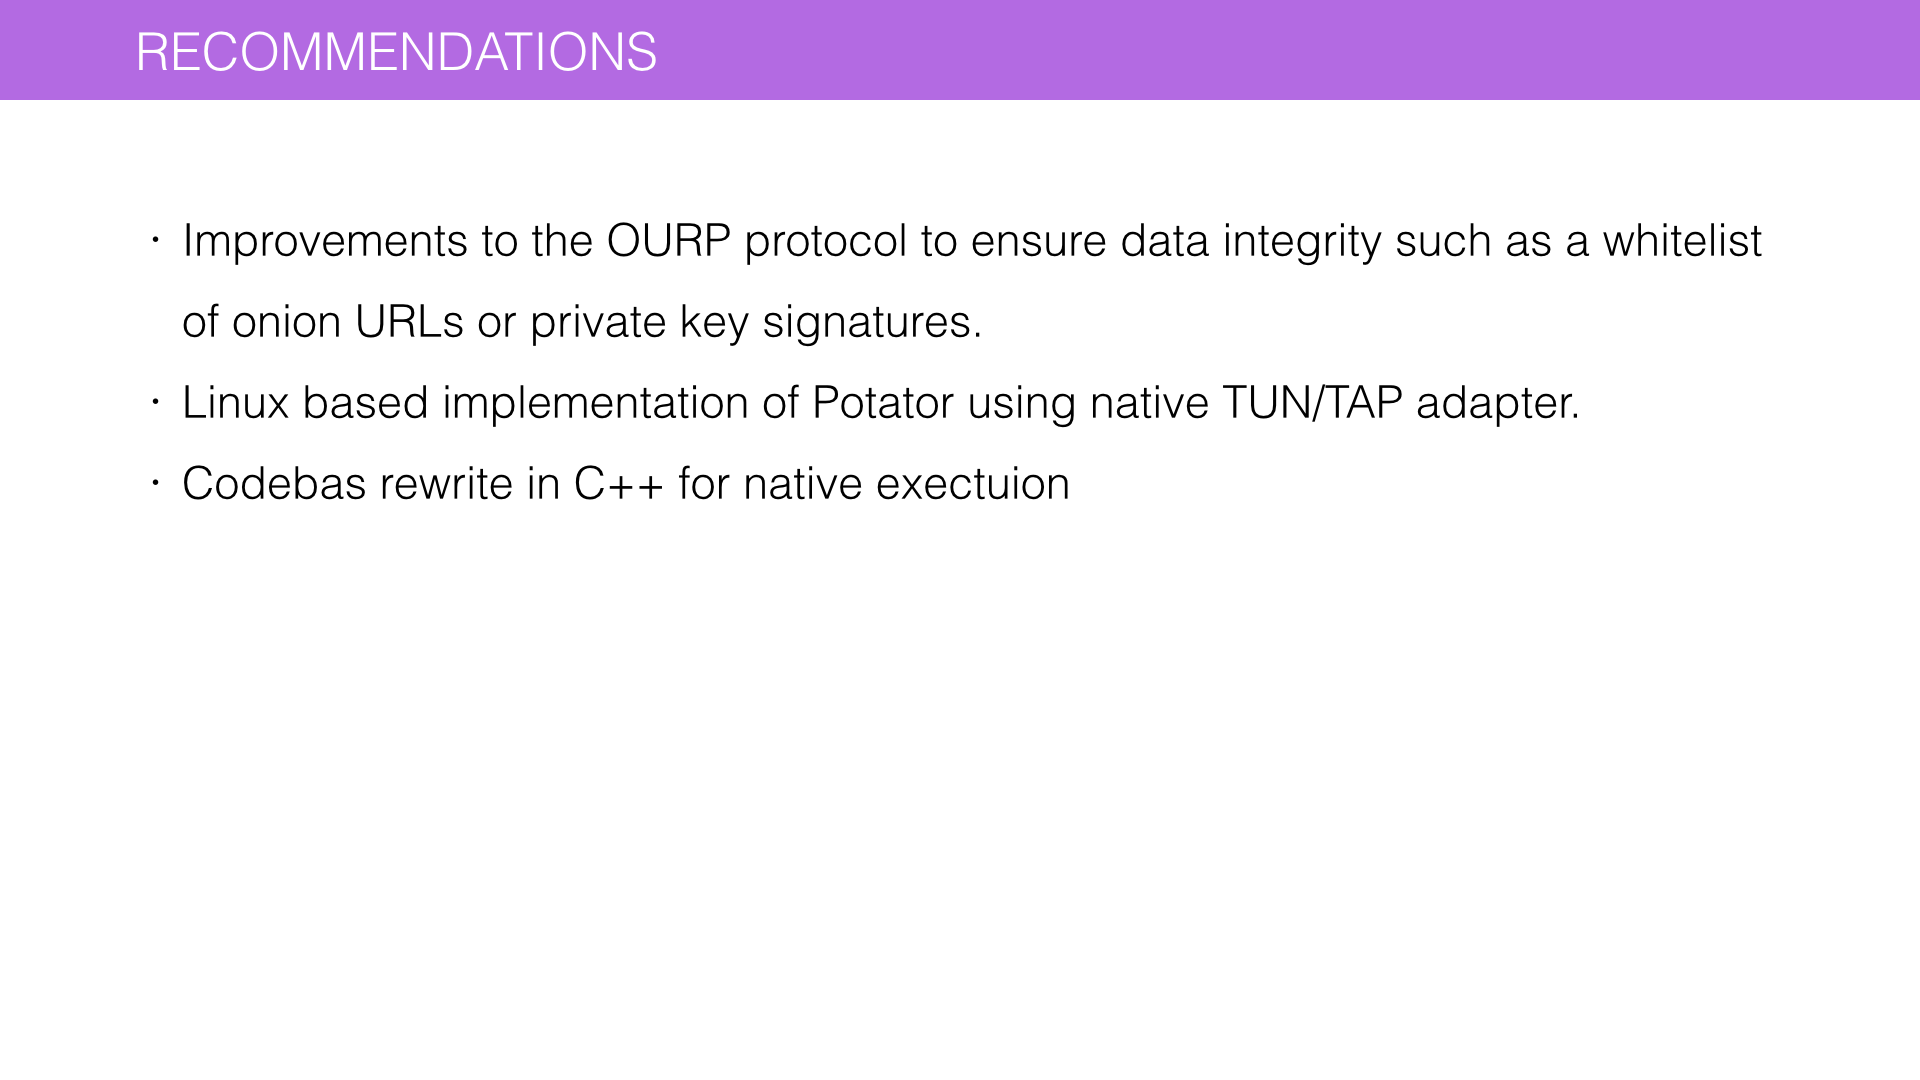 RECOMMENDATIONS
· Improvements to the OURP protocol to ensure data integrity such as a whitelist
of onion URLs or private key signatures.
· Linux based implementation of Potator using native TUN/TAP adapter.
· Codebas rewrite in C++ for native exectuion